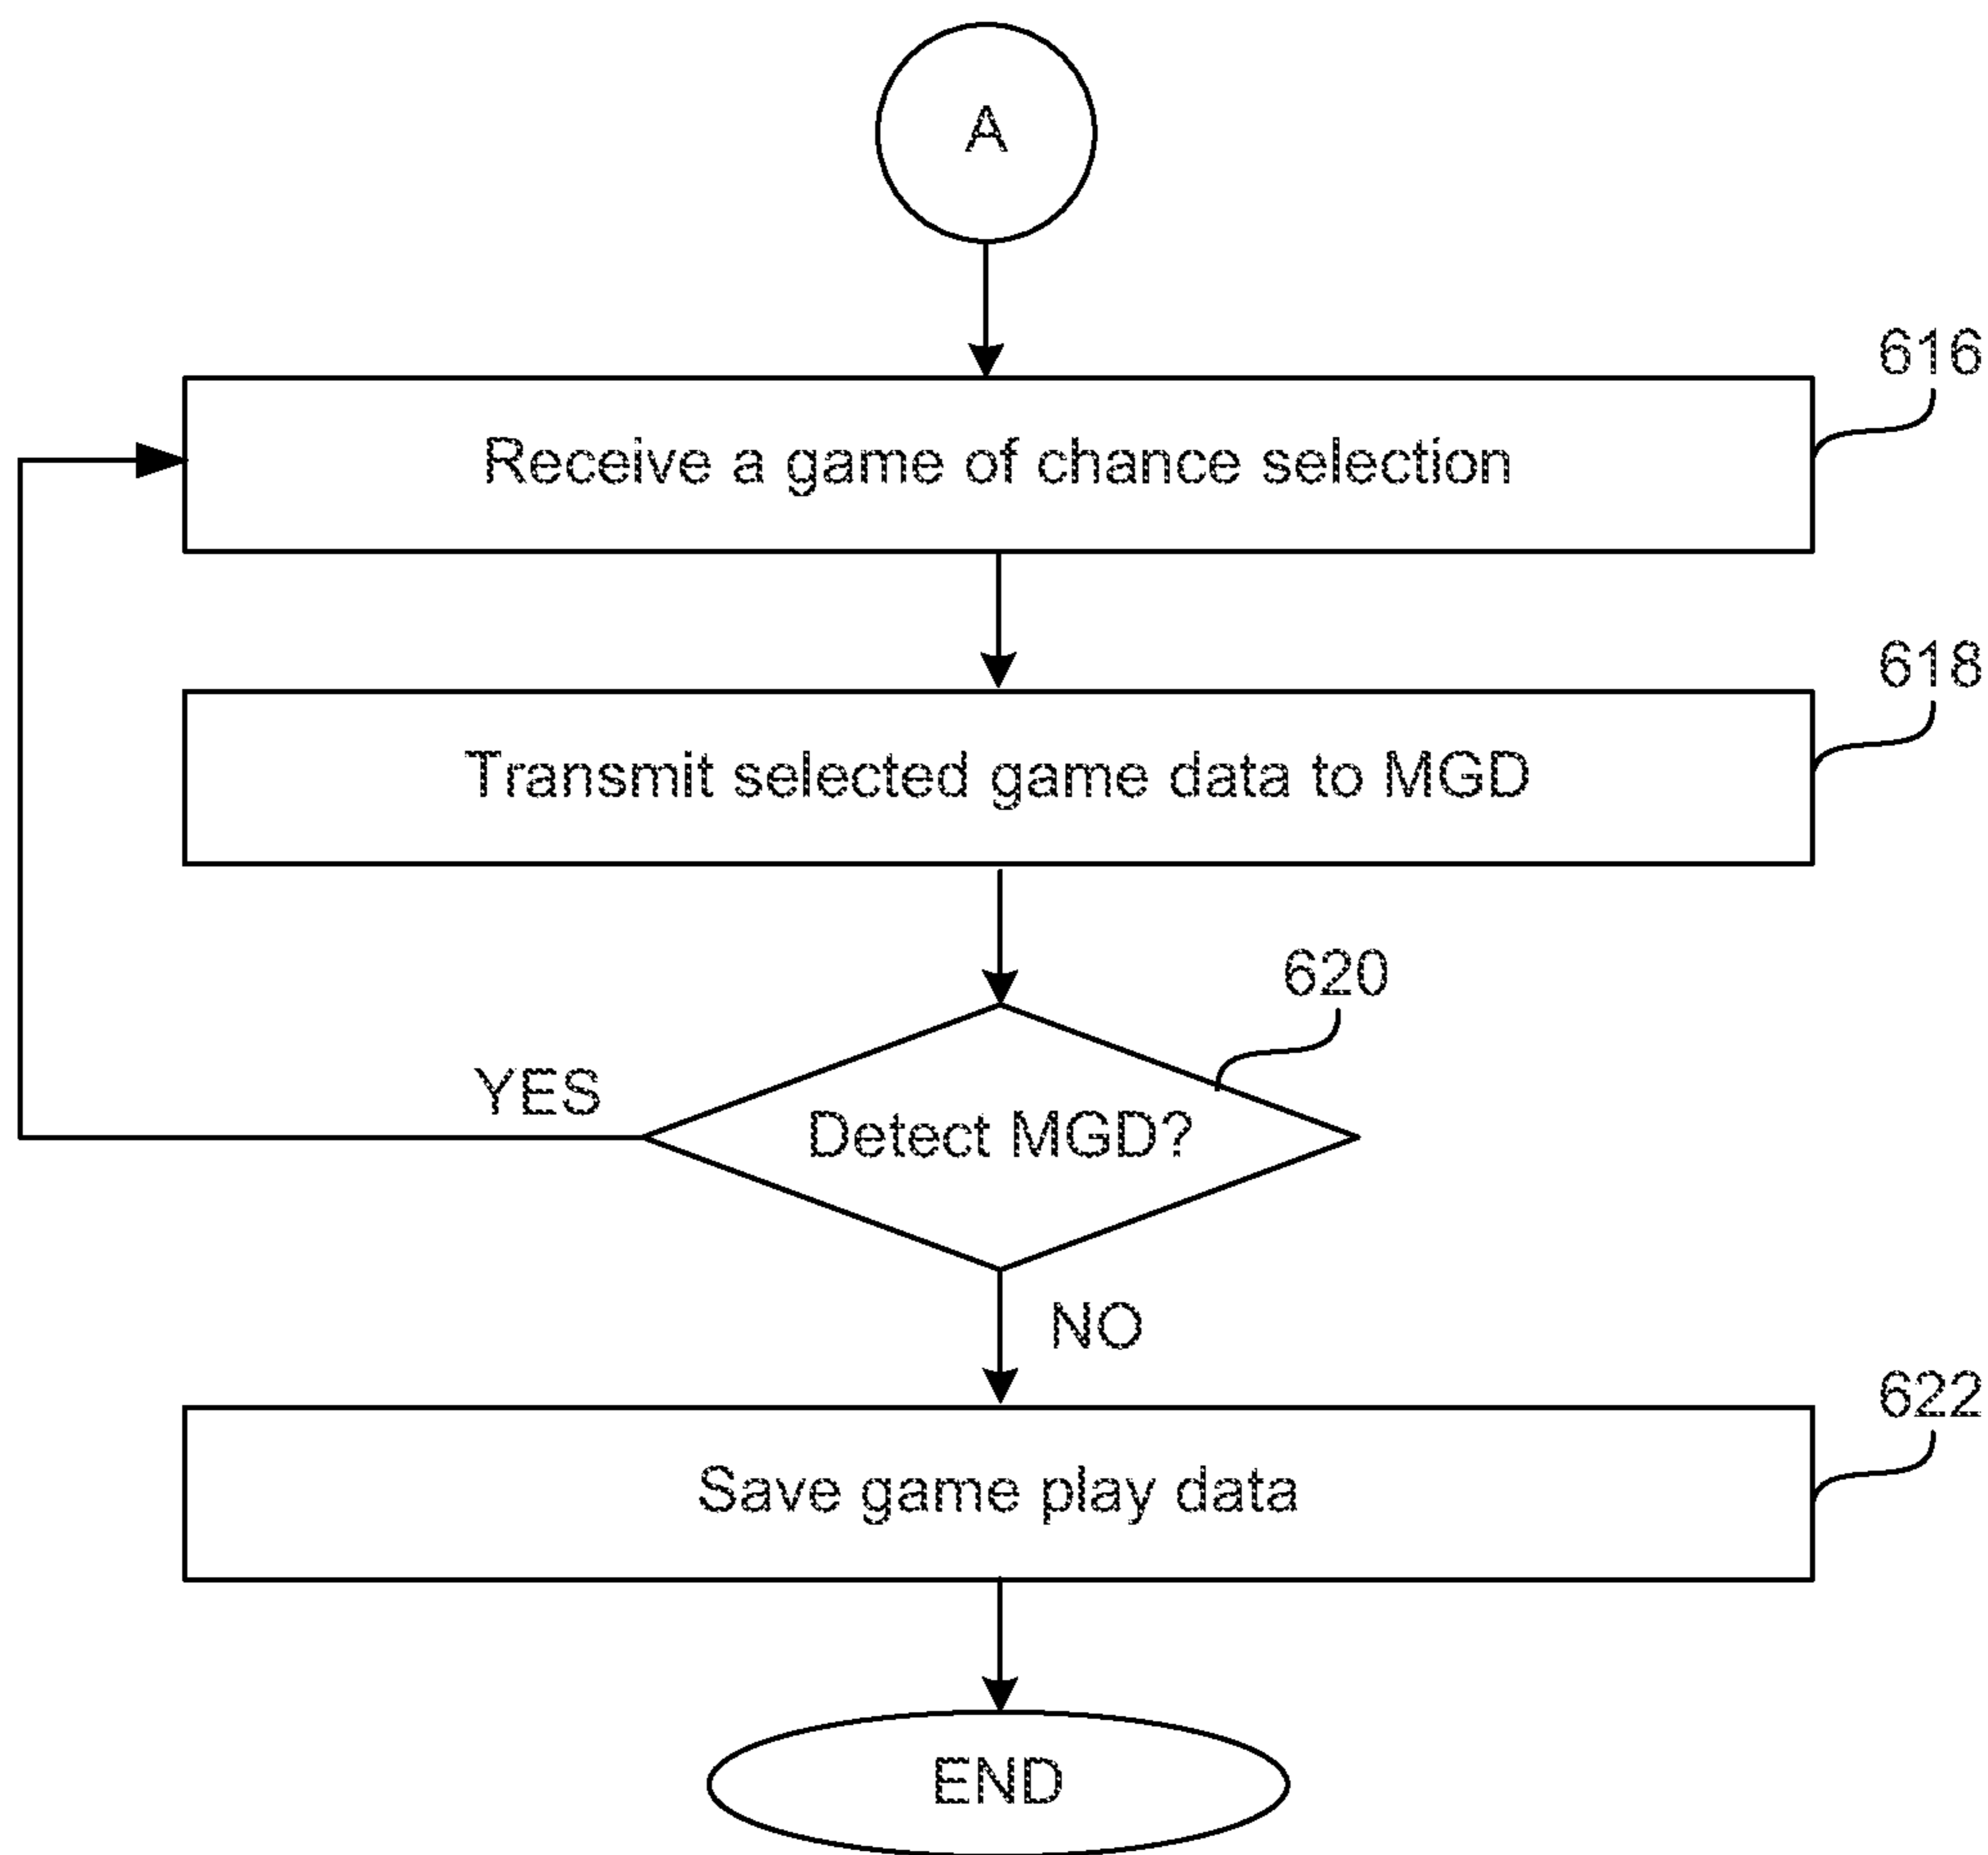 A
616
Receive a game of chance selection
618
Transmit selected game data to MGD
620
YES
Detect MGD?
NO
622
Save game play data
END